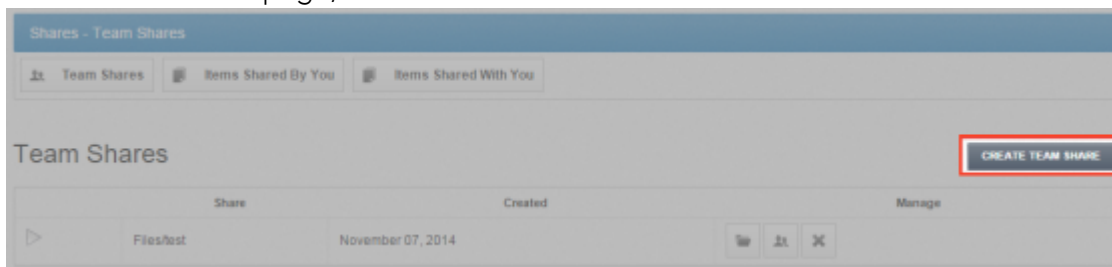 Shares - Team Shares
Team Shares Items Shared By You Items Shared With You
Team Shares CREATE TEAM SHARE
Share Created Manage
Files/test November 07, 2014